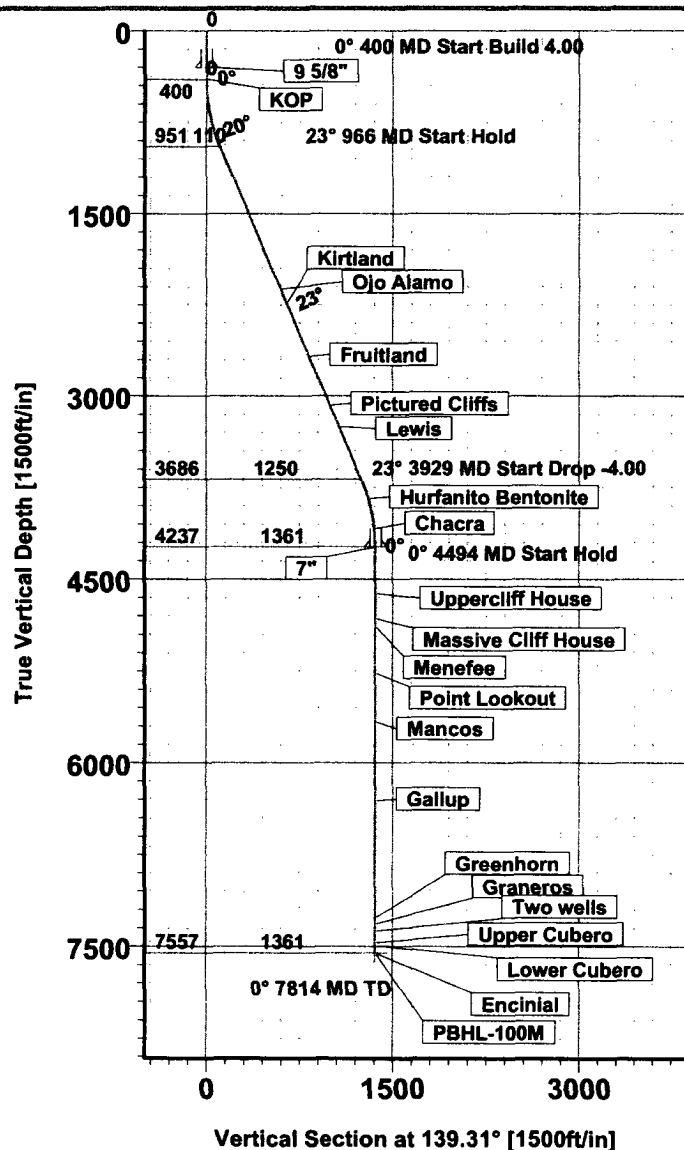 0
0
0° 400 MD Start Build 4.00
9 5/8"
0°
KOP
400
20°
951 110
23° 966 MD Start Hold
1500
Kirtland
Ojo Alamo
23°
Fruitland
3000
Pictured Cliffs
Lewis
3686 1250 23° 3929 MD Start Drop -4.00
Hurfanito Bentonite
Chacra
4237 1361 0° 0° 4494 MD Start Hold
7"
4500
Uppercliff House
Massive Cliff House
Menefee
Point Lookout
Mancos
6000
Gallup
Greenhorn
Graneros
Two wells
Upper Cubero
7500
7557 1361
Lower Cubero
0° 7814 MD TD
Encinial
PBHL-100M
0 1500 3000
True Vertical Depth [1500ft/in]
Vertical Section at 139.31° [1500ft/in]